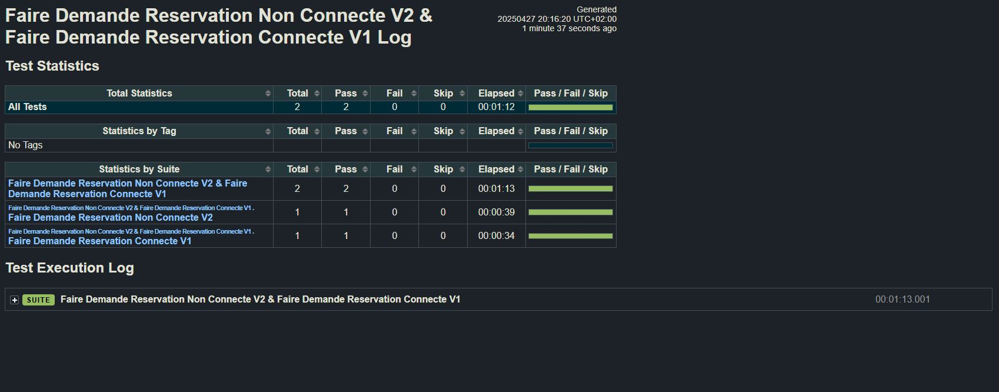 Faire Demande Reservation Non Connecte V2 &
Faire Demande Reservation Connecte V1 Log
Generated
20250427 20:16:20 UTC+02:00
1 minute 37 seconds ago
Test Statistics
Total Statistics Total Pass Fail Skip Elapsed Pass / Fail / Skip
All Tests 2 2 0 0 00:01:12
Statistics by Tag Total Pass Fail Skip Elapsed Pass / Fail / Skip
No Tags
Statistics by Suite Total Pass Fail Skip Elapsed Pass / Fail / Skip
Faire Demande Reservation Non Connecte V2 & Faire
Demande Reservation Connecte V1 2 2 0 0 00:01:13
Faire Demande Reservation Non Connecte V2 & Faire Demande Reservation Connecte V1 .
Faire Demande Reservation Non Connecte V2 1 1 0 0 00:00:39
Faire Demande Reservation Non Connecte V2 & Faire Demande Reservation Connecte V1 .
Faire Demande Reservation Connecte V1 1 1 0 0 00:00:34
Test Execution Log
+ SUITE Faire Demande Reservation Non Connecte V2 & Faire Demande Reservation Connecte V1 00:01:13.001